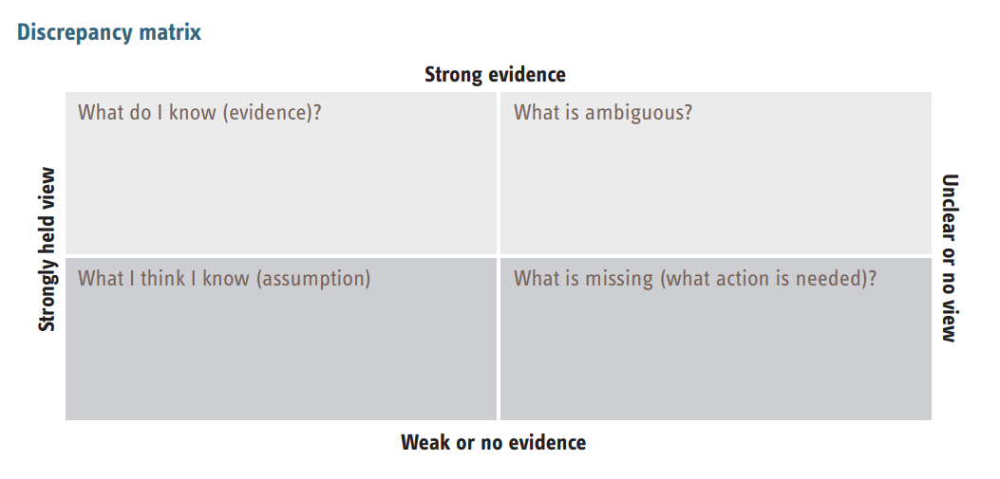 Discrepancy matrix
Strong evidence
What do I know (evidence)?
What is ambiguous?
Strongly held view
Unclear or no view
What I think I know (assumption)
What is missing (what action is needed)?
Weak or no evidence